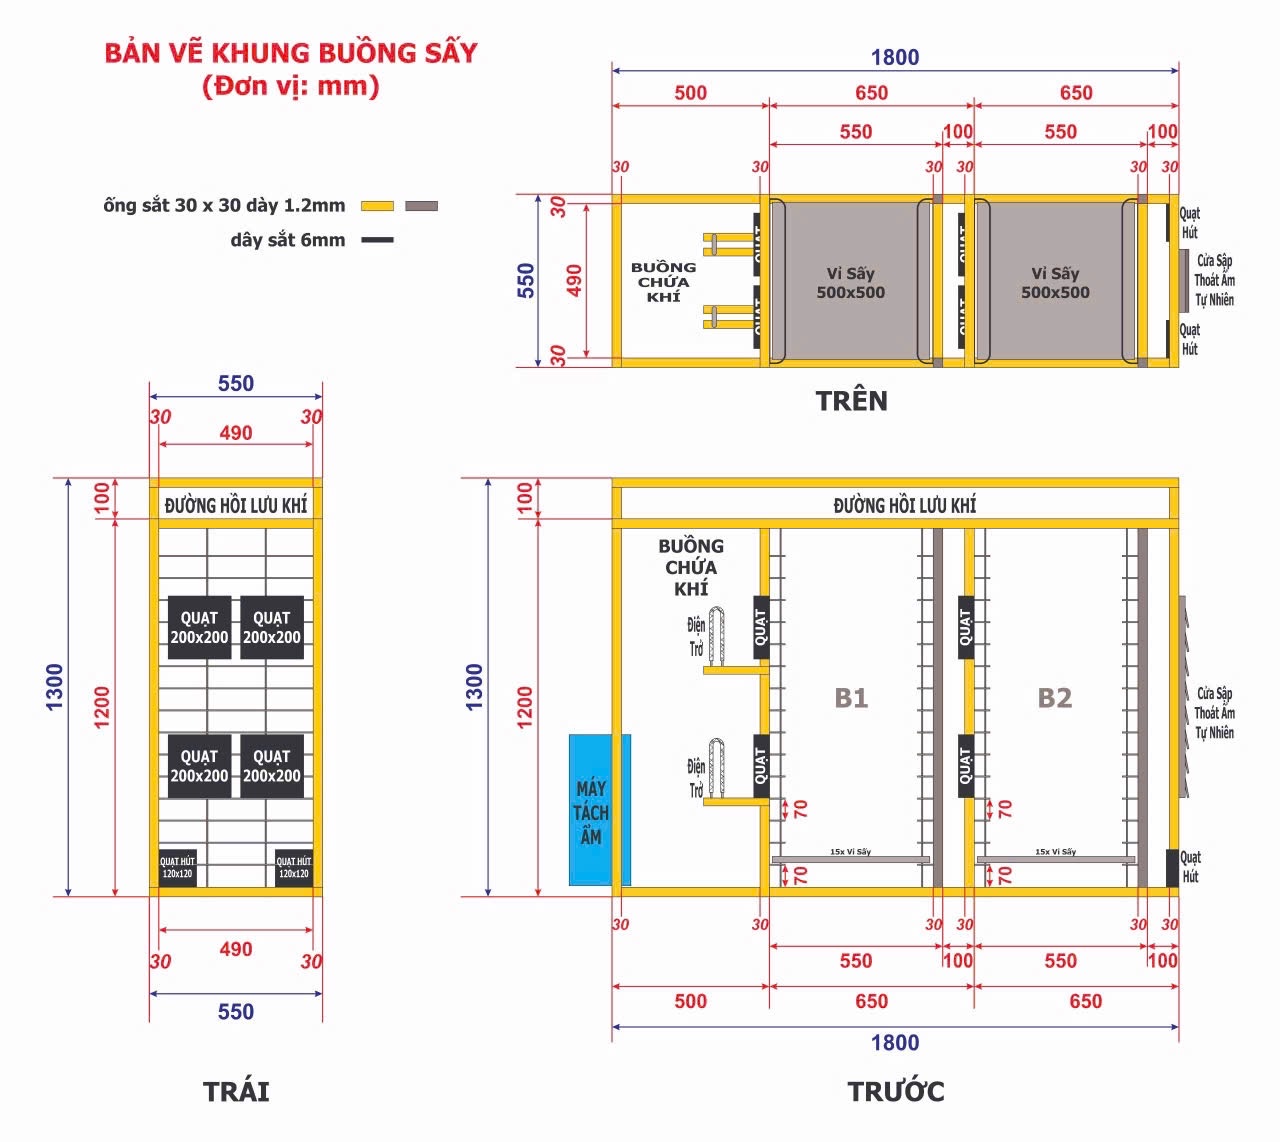 BẢN VẼ KHUNG BUỒNG SẤY
(Đơn vị: mm)
ống sắt 30 x 30 dày 1.2mm
dây sắt 6mm
1800
500
650
650
550
100
550
100
30
30
30
30
30
30
550
30
490
30
BUỒNG
CHỨA
KHÍ
QUẠT
QUẠT
Vỉ Sấy
500x500
Vỉ Sấy
500x500
Quạt
Hút
Cửa Sập
Thoát Ẩm
Tự Nhiên
Quạt
Hút
TRÊN
550
30
30
490
1300
100
1200
ĐƯỜNG HỒI LƯU KHÍ
QUẠT
200x200
QUẠT
200x200
QUẠT
200x200
QUẠT
200x200
QUẠT HÚT
120x120
QUẠT HÚT
120x120
490
30
30
550
TRÁI
1300
100
1200
ĐƯỜNG HỒI LƯU KHÍ
BUỒNG
CHỨA
KHÍ
Điện
Trở
QUẠT
QUẠT
B1
B2
Cửa Sập
Thoát Ẩm
Tự Nhiên
Điện
Trở
QUẠT
QUẠT
MÁY
TÁCH
ẨM
70
70
15x Vỉ Sấy
15x Vỉ Sấy
70
70
Quạt
Hút
30
30
30
30
30
30
550
100
550
100
500
650
650
1800
TRƯỚC